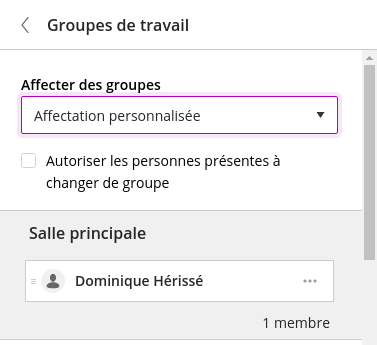 Groupes de travail
Affecter des groupes
Affectation personnalisée
Autoriser les personnes présentes à
changer de groupe
Salle principale
Dominique Hérissé
1 membre